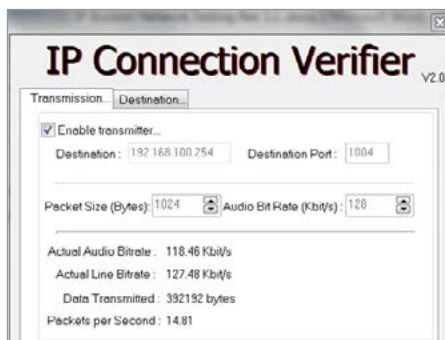 IP Connection Verifier
V2.0
Transmission... Destination...
Enable transmitter...
Destination : 192.168.100.254 Destination Port : 1004
Packet Size (Bytes): 1024 Audio Bit Rate (Kbit/s) : 128
Actual Audio Bitrate : 118.46 Kbit/s
Actual Line Bitrate : 127.48 Kbit/s
Data Transmitted : 392192 bytes
Packets per Second : 14.81